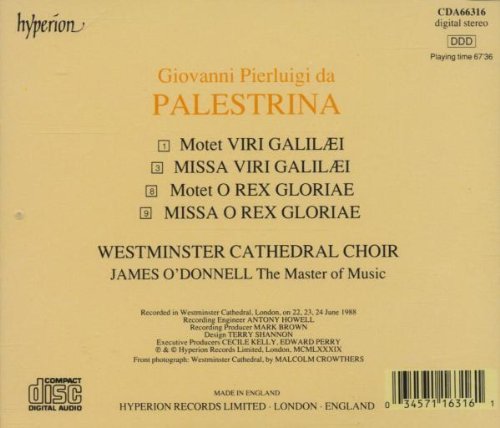 hyperion
CDA66316
digital stereo
DDD
Playing time 67'36
Giovanni Pierluigi da
PALESTRINA
1 Motet VIRI GALILÆI
3 MISSA VIRI GALILÆI
8 Motet O REX GLORIAE
9 MISSA O REX GLORIAE
WESTMINSTER CATHEDRAL CHOIR
JAMES O'DONNELL The Master of Music
Recorded in Westminster Cathedral, London, on 22, 23, 24 June 1988
Recording Engineer ANTONY HOWELL
Recording Producer MARK BROWN
Design TERRY SHANNON
Executive Producers CECILE KELLY, EDWARD PERRY
℗ & © Hyperion Records Limited, London, MCMLXXXIX
Front photograph: Westminster Cathedral, by MALCOLM CROWTHERS
COMPACT
disc
DIGITAL AUDIO
MADE IN ENGLAND
HYPERION RECORDS LIMITED · LONDON · ENGLAND
0 34571 16316 1